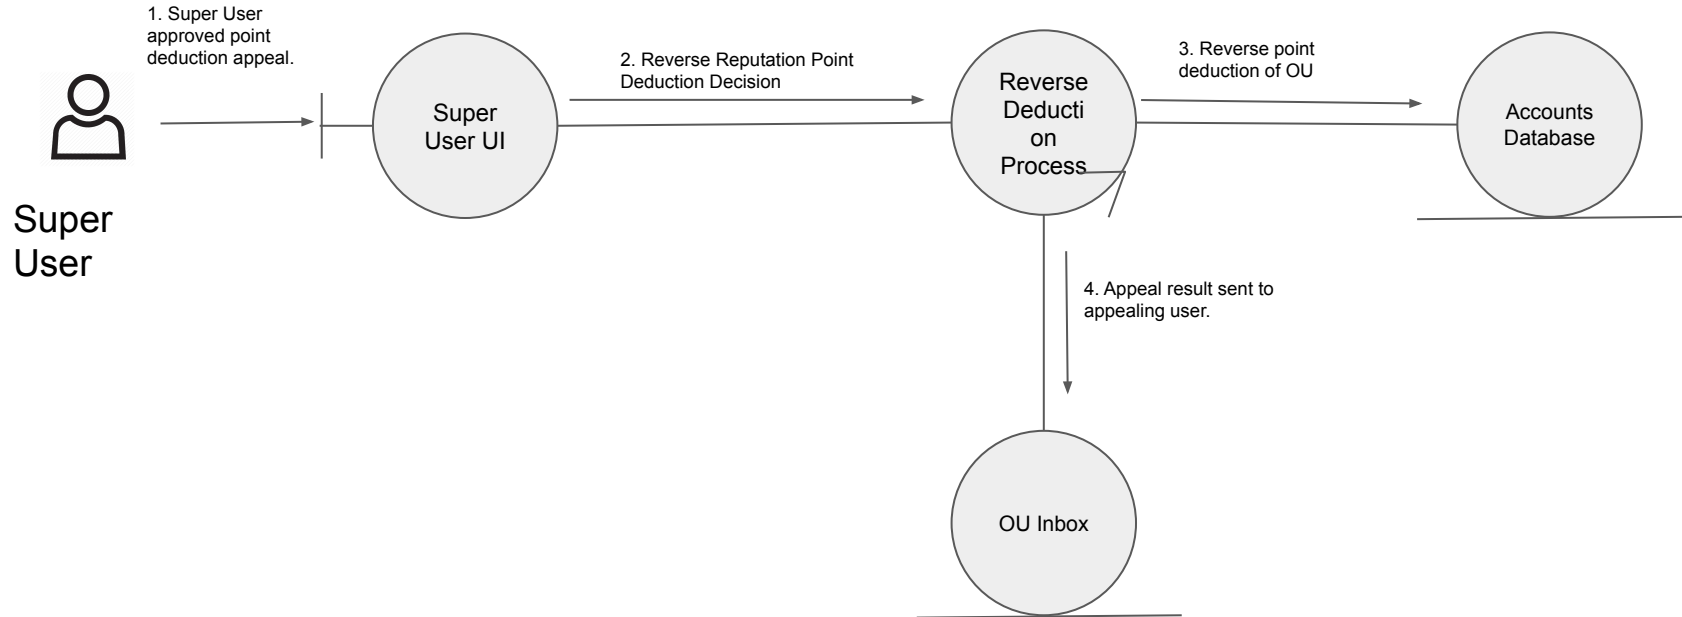 1. Super User
approved point
deduction appeal.
Super
User
Super
User UI
2. Reverse Reputation Point
Deduction Decision
Reverse
Deducti
on
Process
3. Reverse point
deduction of OU
Accounts
Database
4. Appeal result sent to
appealing user.
OU Inbox